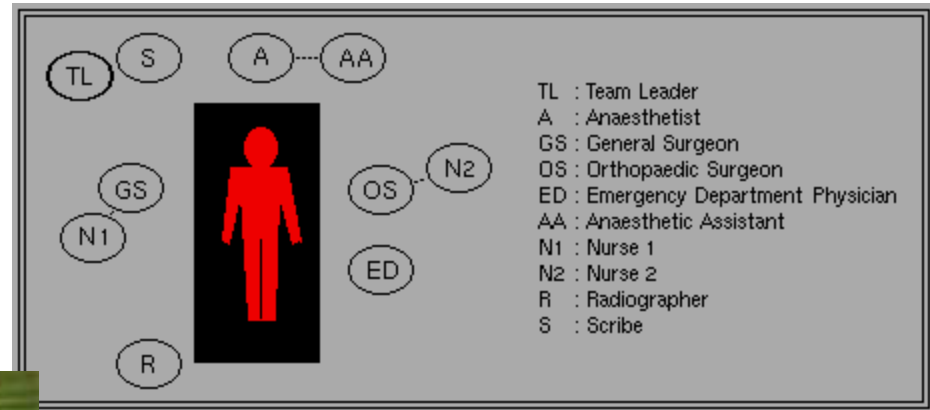 S
A
AA
TL
N2
GS
OS
N1
ED
R
TL : Team Leader
A : Anaesthetist
GS : General Surgeon
OS : Orthopaedic Surgeon
ED : Emergency Department Physician
AA : Anaesthetic Assistant
N1 : Nurse 1
N2 : Nurse 2
R : Radiographer
S : Scribe